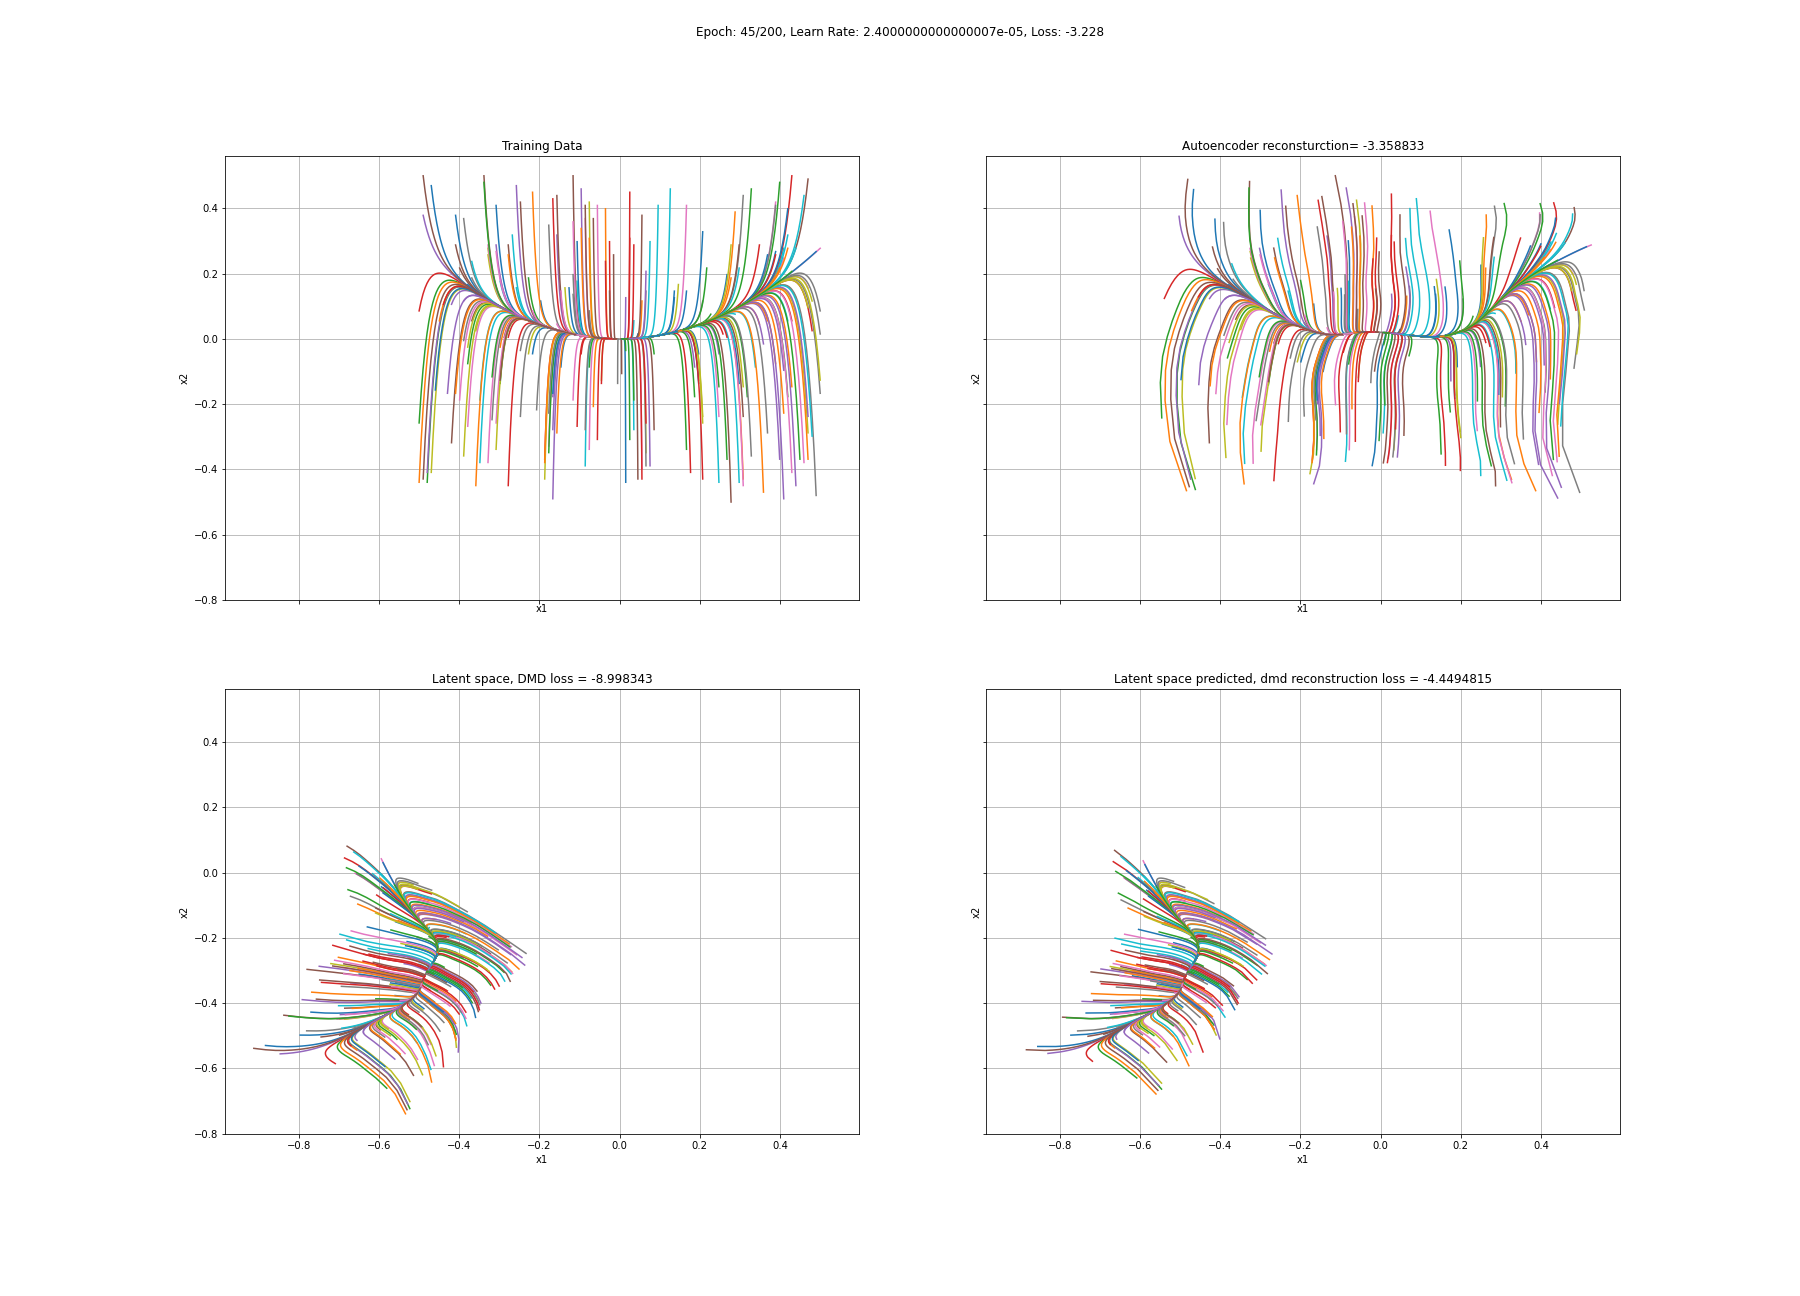 Epoch: 45/200, Learn Rate: 2.4000000000000007e-05, Loss: -3.228
Training Data
0.4
0.2
0.0
−0.2
−0.4
−0.6
−0.8
x2
x1
Autoencoder reconsturction= -3.358833
x2
x1
Latent space, DMD loss = -8.998343
0.4
0.2
0.0
−0.2
−0.4
−0.6
−0.8
x2
−0.8 −0.6 −0.4 −0.2 0.0 0.2 0.4
x1
Latent space predicted, dmd reconstruction loss = -4.4494815
x2
−0.8 −0.6 −0.4 −0.2 0.0 0.2 0.4
x1